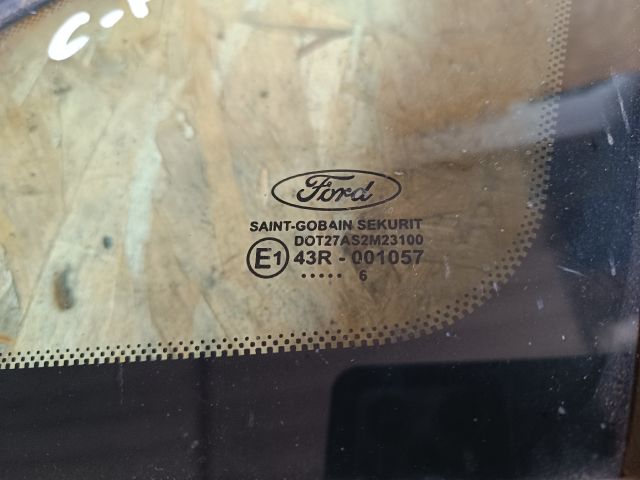 Ford
SAINT-GOBAIN SEKURIT
DOT27AS2M23100
E1 43R - 001057
..... 6